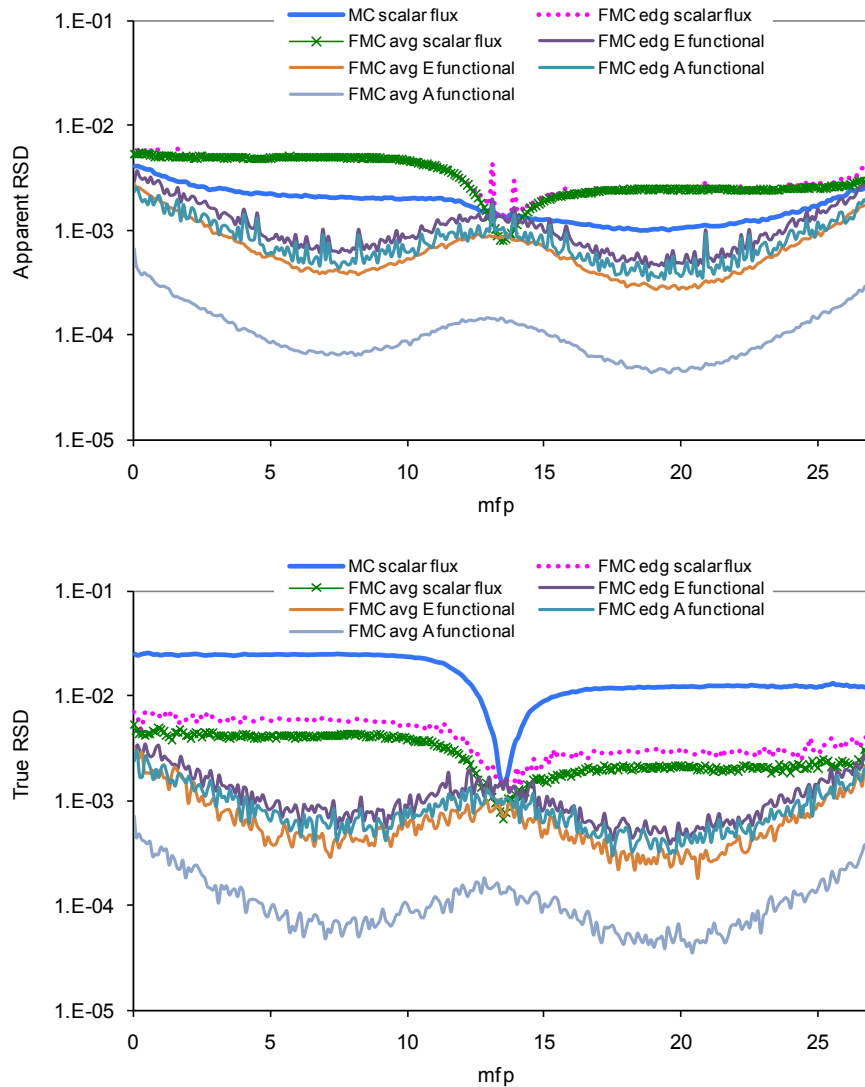 MC scalar flux FMC edg scalar flux
FMC avg scalar flux FMC edg E functional
FMC avg E functional FMC edg A functional
FMC avg A functional
1.E-01
1.E-02
1.E-03
1.E-04
1.E-05
Apparent RSD
0 5 10 15 20 25
mfp
MC scalar flux FMC edg scalar flux
FMC avg scalar flux FMC edg E functional
FMC avg E functional FMC edg A functional
FMC avg A functional
1.E-01
1.E-02
1.E-03
1.E-04
1.E-05
True RSD
0 5 10 15 20 25
mfp